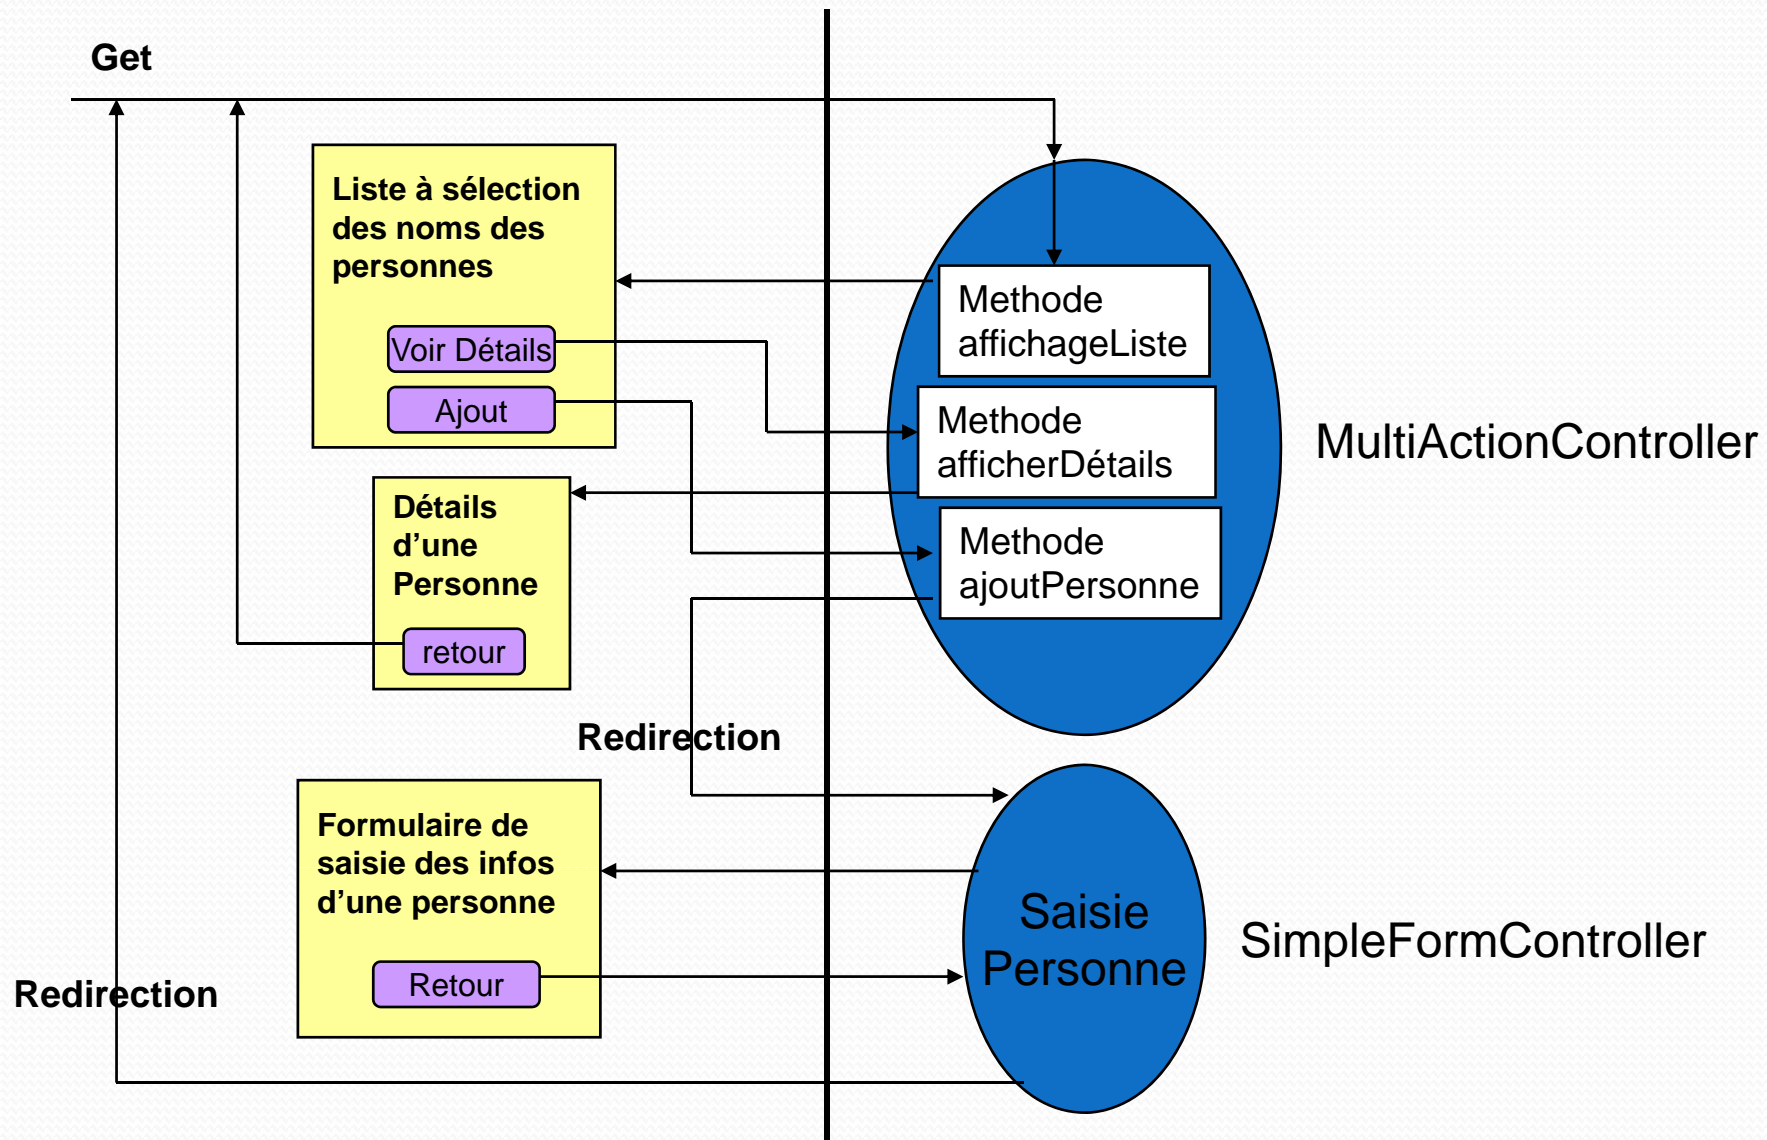 Get
Liste à sélection
des noms des
personnes
Voir Détails
Ajout
Methode
affichageListe
Methode
afficherDétails
Methode
ajoutPersonne
MultiActionController
Détails
d’une
Personne
retour
Redirection
Formulaire de
saisie des infos
d’une personne
Retour
Saisie
Personne
SimpleFormController
Redirection